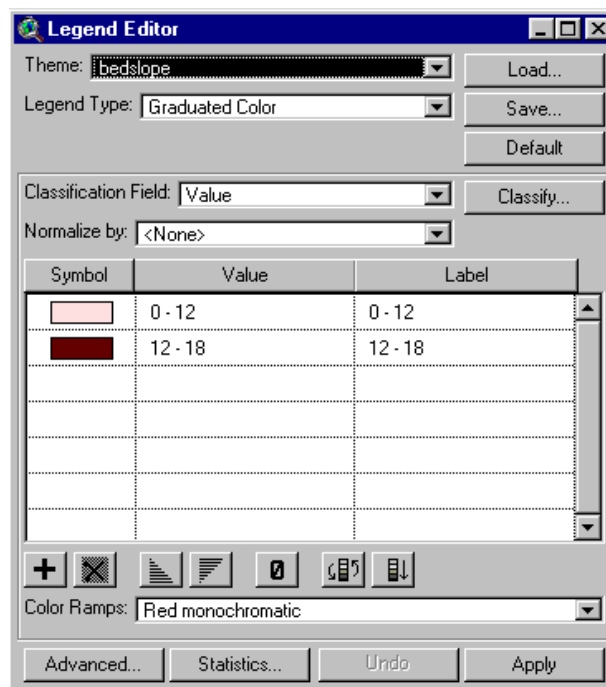 Legend Editor
Theme: bedslope
Load...
Legend Type: Graduated Color
Save...
Default
Classification Field: Value
Classify...
Normalize by: <None>
Symbol Value Label
0 - 12 0 - 12
12 - 18 12 - 18
0
Color Ramps: Red monochromatic
Advanced... Statistics... Undo Apply